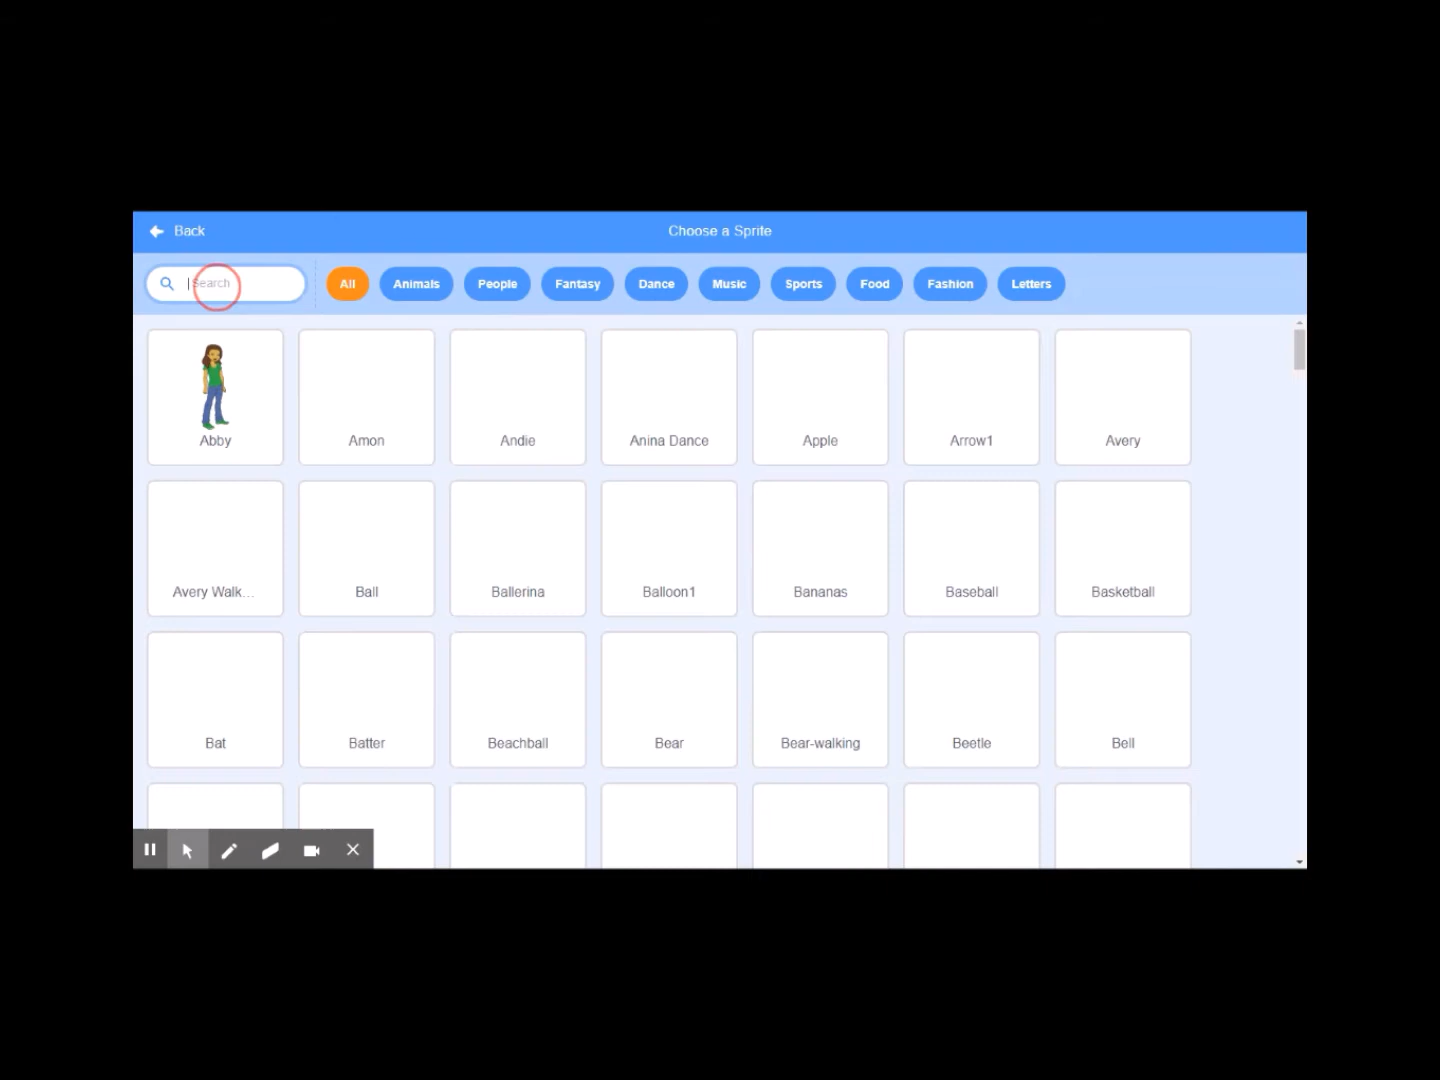 Back
Choose a Sprite
Search
All Animals People Fantasy Dance Music Sports Food Fashion Letters
Abby Amon Andie Anina Dance Apple Arrow1 Avery
Avery Walk... Ball Ballerina Balloon1 Bananas Baseball Basketball
Bat Batter Beachball Bear Bear-walking Beetle Bell